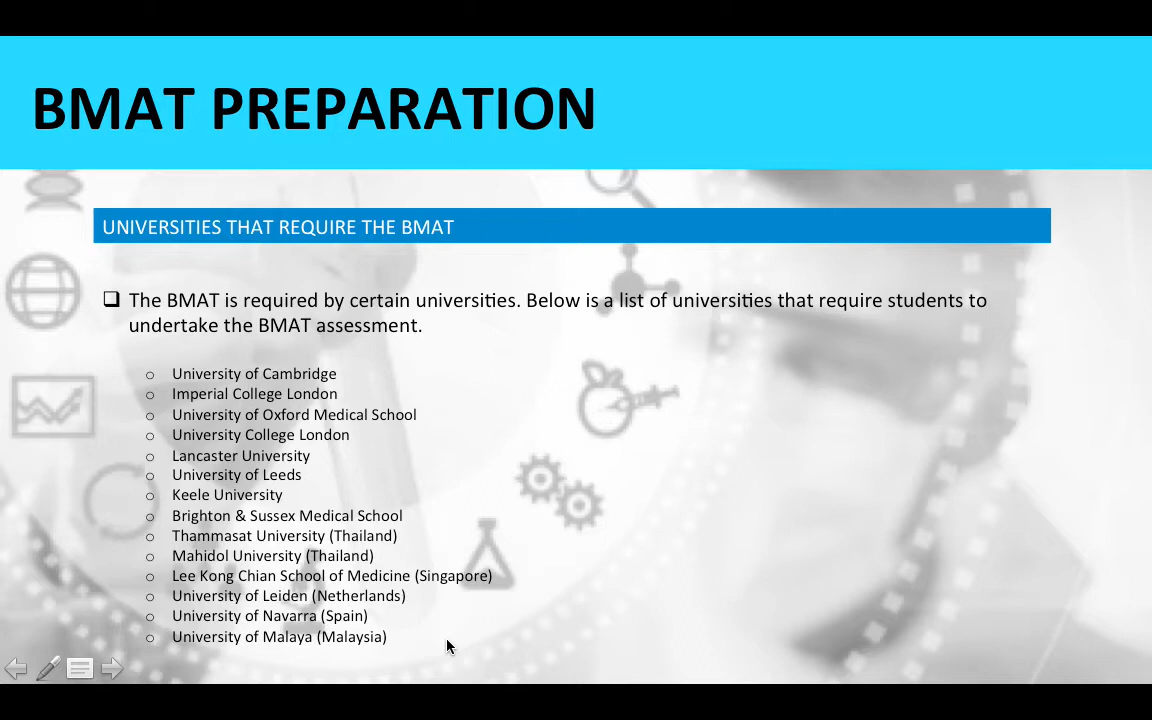 BMAT PREPARATION
UNIVERSITIES THAT REQUIRE THE BMAT
The BMAT is required by certain universities. Below is a list of universities that require students to
undertake the BMAT assessment.
University of Cambridge
Imperial College London
University of Oxford Medical School
University College London
Lancaster University
University of Leeds
Keele University
Brighton & Sussex Medical School
Thammasat University (Thailand)
Mahidol University (Thailand)
Lee Kong Chian School of Medicine (Singapore)
University of Leiden (Netherlands)
University of Navarra (Spain)
University of Malaya (Malaysia)